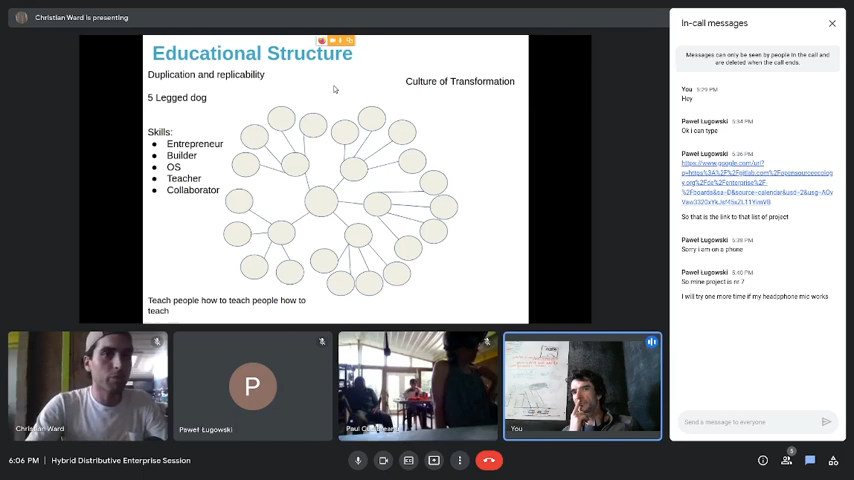 Christian Ward is presenting
Educational Structure
Duplication and replicability
Culture of Transformation
5 Legged dog
Skills:
Entrepreneur
Builder
OS
Teacher
Collaborator
Teach people how to teach people how to
teach
In-call messages
Messages can only be seen by people in the call and
are deleted when the call ends.
You 5:29 PM
Hey
Paweł Ługowski 5:34 PM
Ok i can type
Paweł Ługowski 5:36 PM
So that is the link to that list of project
Paweł Ługowski 5:38 PM
Sorry i am on a phone
Paweł Ługowski 5:40 PM
So mine project is nr 7
I will try one more time if my headpphone mic works
Send a message to everyone
Christian Ward
P
Paweł Ługowski
Paul
You
6:06 PM | Hybrid Distributive Enterprise Session
5